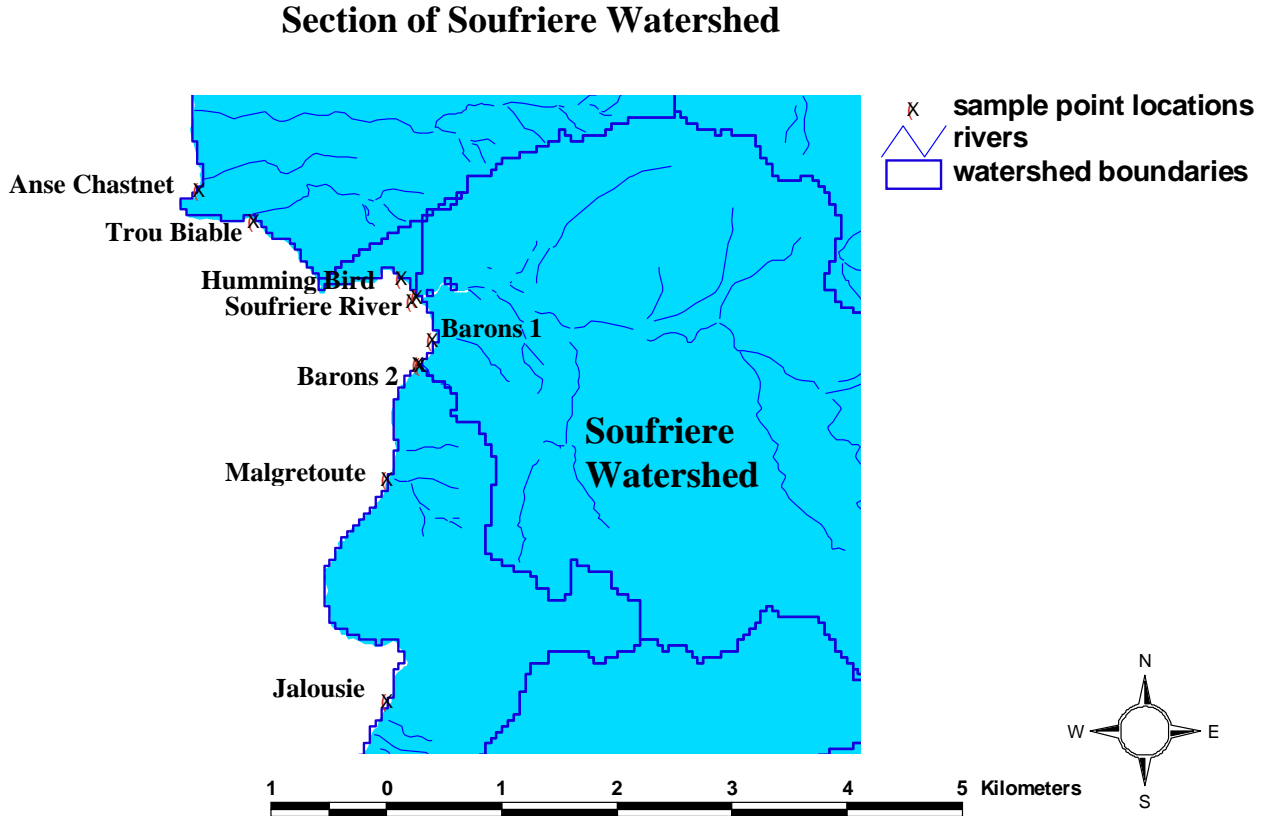 Section of Soufriere Watershed
sample point locations
rivers
watershed boundaries
Anse Chastnet
Trou Biable
Humming Bird
Soufriere River
Barons 1
Barons 2
Soufriere
Watershed
Malgretoute
Jalousie
N
W E
S
1 0 1 2 3 4 5 Kilometers